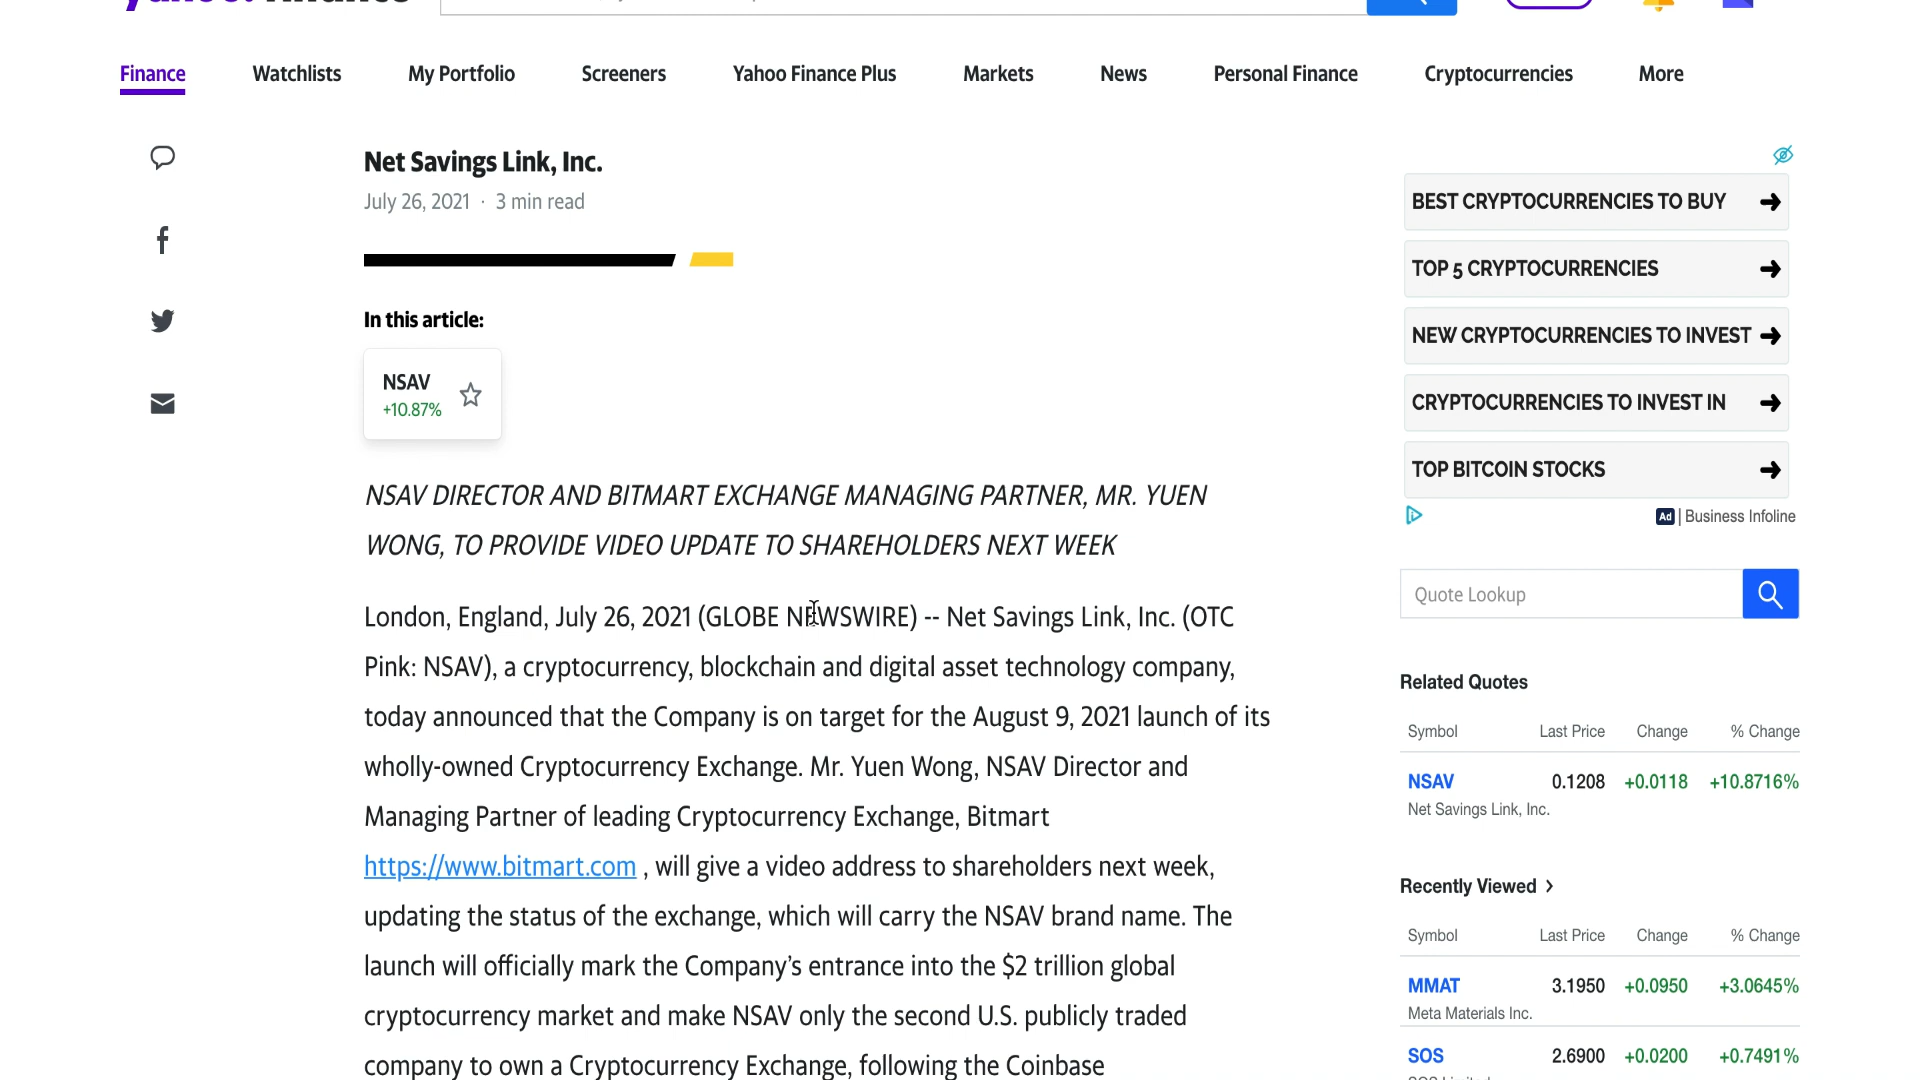 Finance Watchlists My Portfolio Screeners Yahoo Finance Plus Markets News Personal Finance Cryptocurrencies More
Net Savings Link, Inc.
July 26, 2021 · 3 min read
In this article:
NSAV
+10.87%
NSAV DIRECTOR AND BITMART EXCHANGE MANAGING PARTNER, MR. YUEN
WONG, TO PROVIDE VIDEO UPDATE TO SHAREHOLDERS NEXT WEEK
London, England, July 26, 2021 (GLOBE NEWSWIRE) -- Net Savings Link, Inc. (OTC
Pink: NSAV), a cryptocurrency, blockchain and digital asset technology company,
today announced that the Company is on target for the August 9, 2021 launch of its
wholly-owned Cryptocurrency Exchange. Mr. Yuen Wong, NSAV Director and
Managing Partner of leading Cryptocurrency Exchange, Bitmart
https://www.bitmart.com , will give a video address to shareholders next week,
updating the status of the exchange, which will carry the NSAV brand name. The
launch will officially mark the Company’s entrance into the $2 trillion global
cryptocurrency market and make NSAV only the second U.S. publicly traded
company to own a Cryptocurrency Exchange, following the Coinbase
BEST CRYPTOCURRENCIES TO BUY
TOP 5 CRYPTOCURRENCIES
NEW CRYPTOCURRENCIES TO INVEST
CRYPTOCURRENCIES TO INVEST IN
TOP BITCOIN STOCKS
Ad | Business Infoline
Quote Lookup
Related Quotes
Symbol Last Price Change % Change
NSAV 0.1208 +0.0118 +10.8716%
Net Savings Link, Inc.
Recently Viewed
Symbol Last Price Change % Change
MMAT 3.1950 +0.0950 +3.0645%
Meta Materials Inc.
SOS 2.6900 +0.0200 +0.7491%